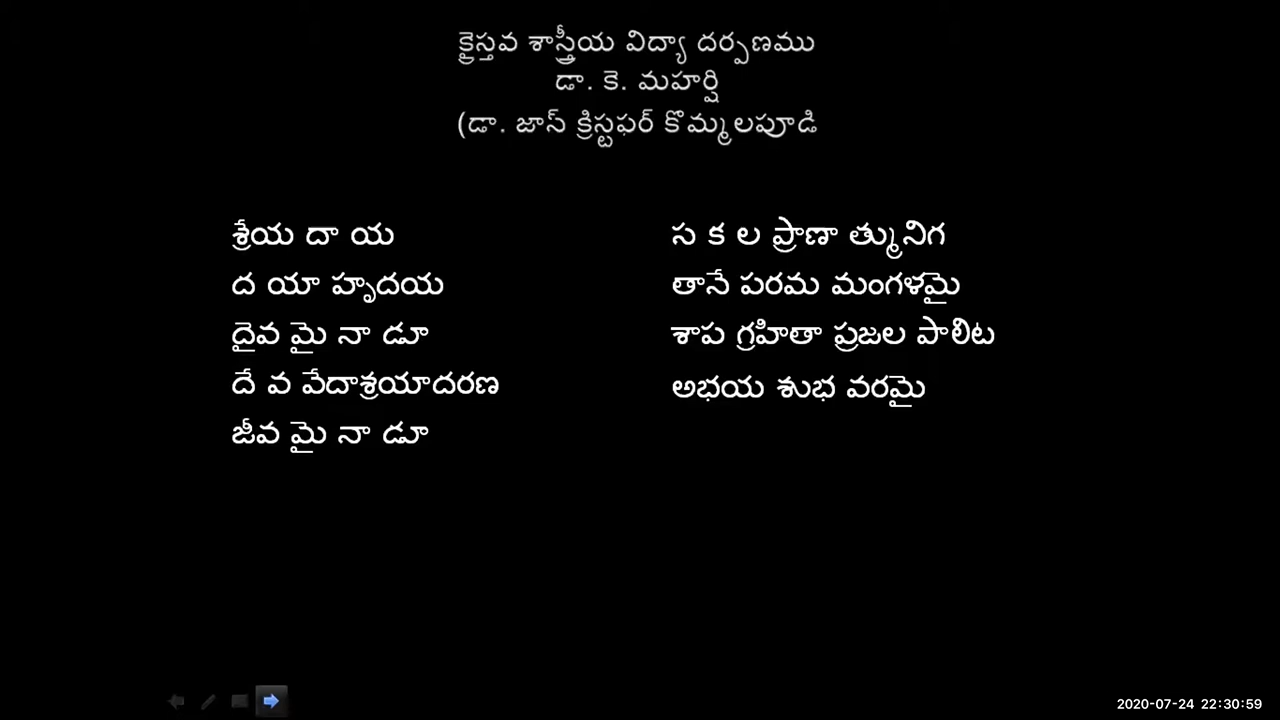 క్రైస్తవ శాస్త్రీయ విద్యా దర్పణము
డా. కె. మహర్షి
(డా. జాస్ క్రిస్టఫర్ కొమ్మలపూడి
శ్రేయ దా య
ద యా హృదయ
దైవ మై నా డూ
దే వ వేదాశ్రయాదరణ
జీవ మై నా డూ
స క ల ప్రాణా త్మునిగ
తానే పరమ మంగళమై
శాప గ్రహితా ప్రజల పాలిట
అభయ శుభ వరమై
2020-07-24 22:30:59